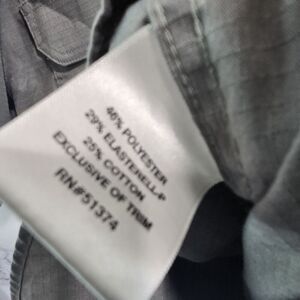 46% POLYESTER
29% ELASTERELL-P
25% COTTON
EXCLUSIVE OF TRIM
RN#51374